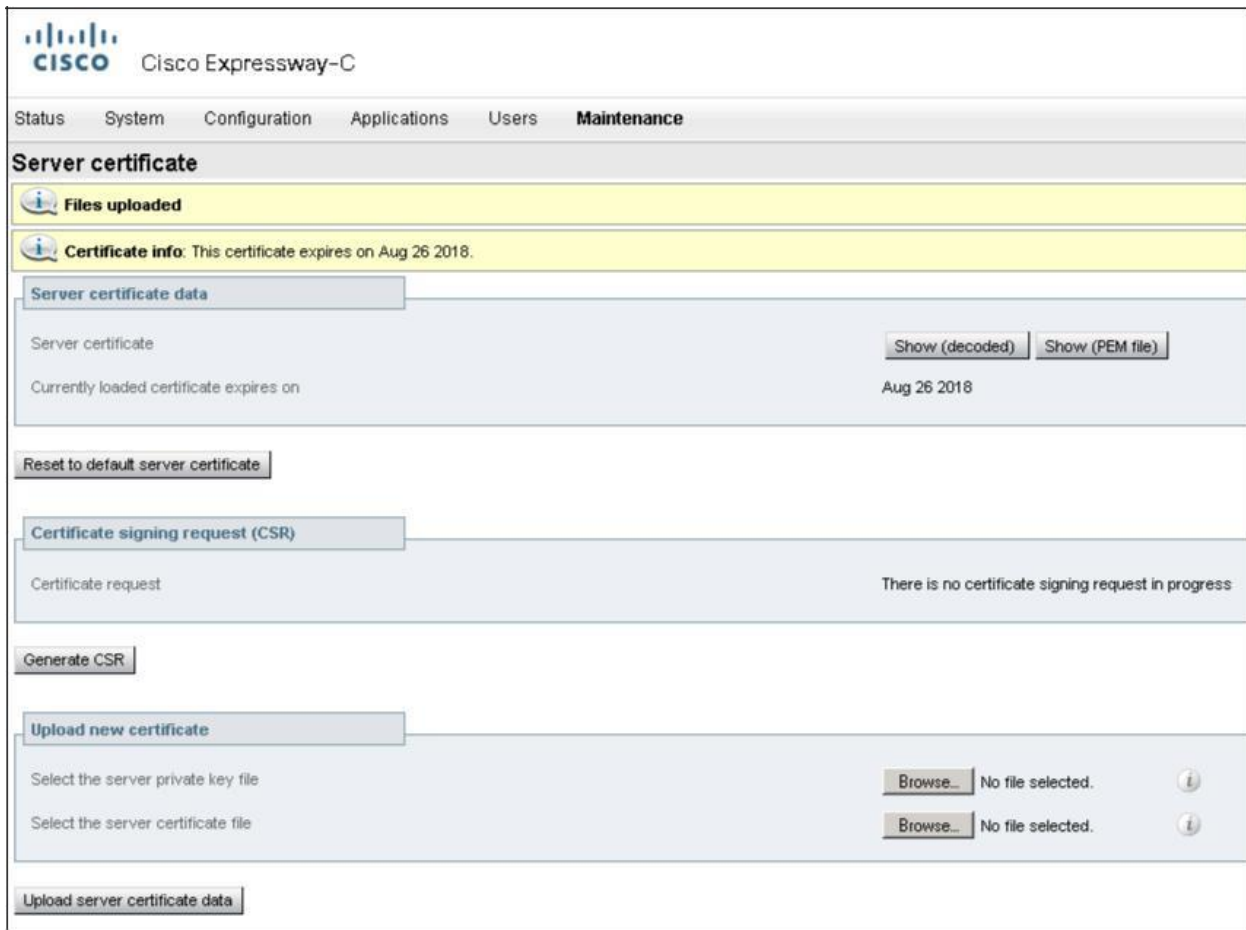 CISCO Cisco Expressway-C
Status System Configuration Applications Users Maintenance
Server certificate
Files uploaded
Certificate info: This certificate expires on Aug 26 2018.
Server certificate data
Server certificate Show (decoded) Show (PEM file)
Currently loaded certificate expires on Aug 26 2018
Reset to default server certificate
Certificate signing request (CSR)
Certificate request There is no certificate signing request in progress
Generate CSR
Upload new certificate
Select the server private key file Browse... No file selected.
Select the server certificate file Browse... No file selected.
Upload server certificate data